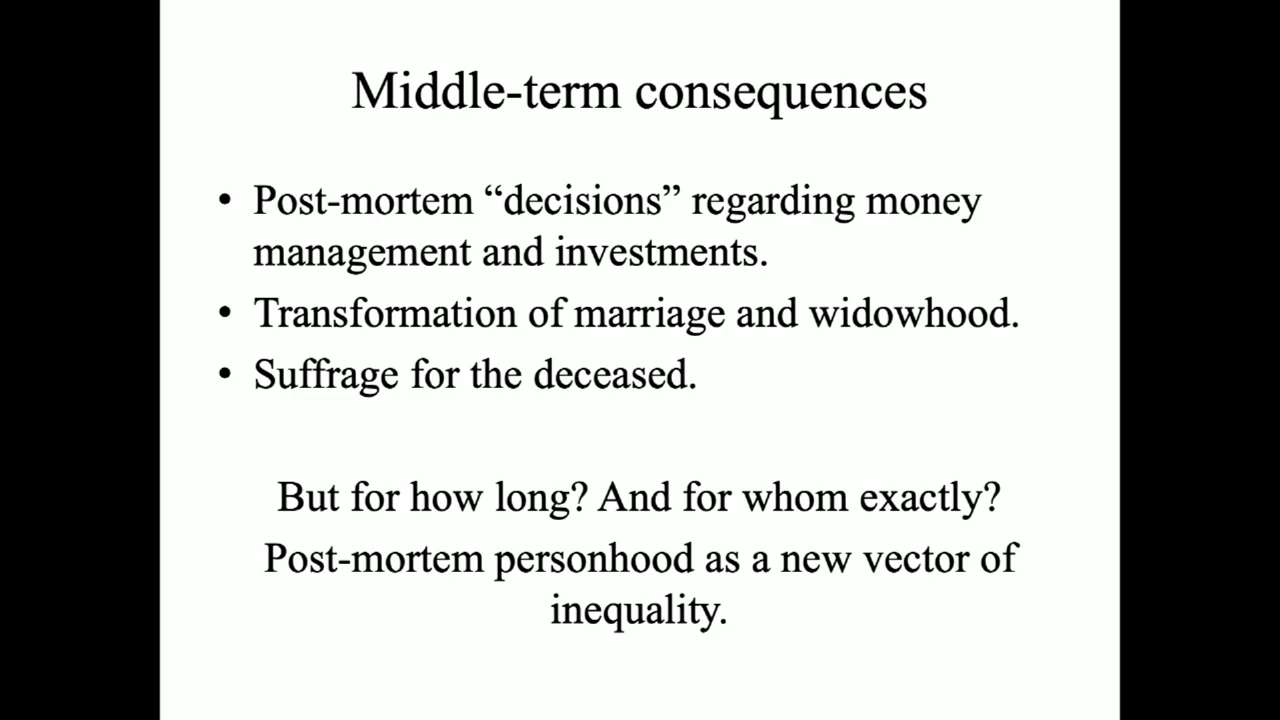 Middle-term consequences
• Post-mortem “decisions” regarding money
management and investments.
• Transformation of marriage and widowhood.
• Suffrage for the deceased.
But for how long? And for whom exactly?
Post-mortem personhood as a new vector of
inequality.